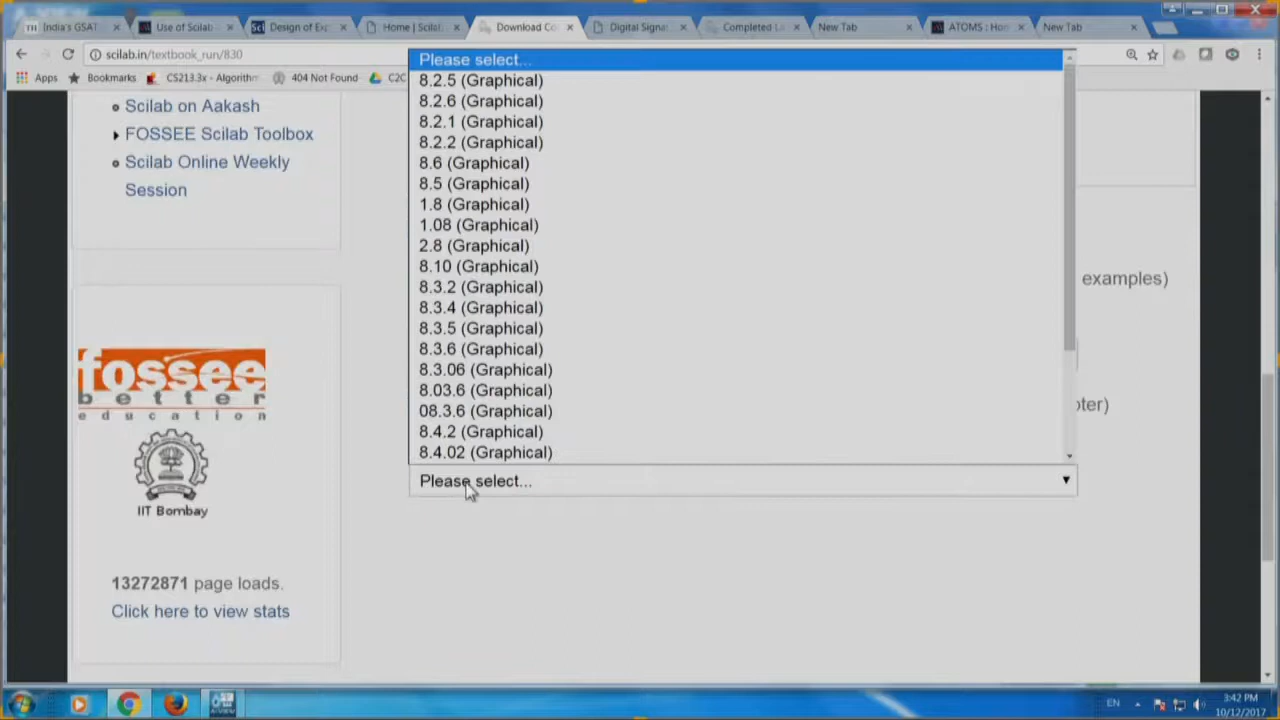 India's GSAT
Use of Scilab
Design of Exp
Home | Scilab
Download Co
Digital Signa
Completed L
New Tab
ATOMS : Ho
New Tab
scilab.in/textbook_run/830
Apps
Bookmarks
CS213.3x - Algorithm
404 Not Found
C2C
Scilab on Aakash
FOSSEE Scilab Toolbox
Scilab Online Weekly
Session
Please select...
8.2.5 (Graphical)
8.2.6 (Graphical)
8.2.1 (Graphical)
8.2.2 (Graphical)
8.6 (Graphical)
8.5 (Graphical)
1.8 (Graphical)
1.08 (Graphical)
2.8 (Graphical)
8.10 (Graphical)
8.3.2 (Graphical)
8.3.4 (Graphical)
8.3.5 (Graphical)
8.3.6 (Graphical)
8.3.06 (Graphical)
8.03.6 (Graphical)
08.3.6 (Graphical)
8.4.2 (Graphical)
8.4.02 (Graphical)
Please select...
examples)
oter)
fossee
better
education
IIT Bombay
13272871 page loads.
Click here to view stats
EN
3:42 PM
10/12/2017